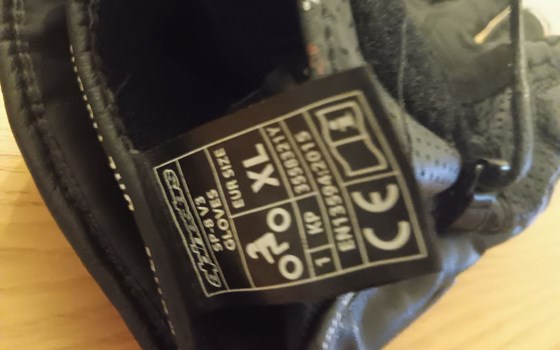 alpinestars
SP-8 V3
GLOVES
EUR SIZE
XL
1 KP 3558321Y
EN13594:2015
CE i